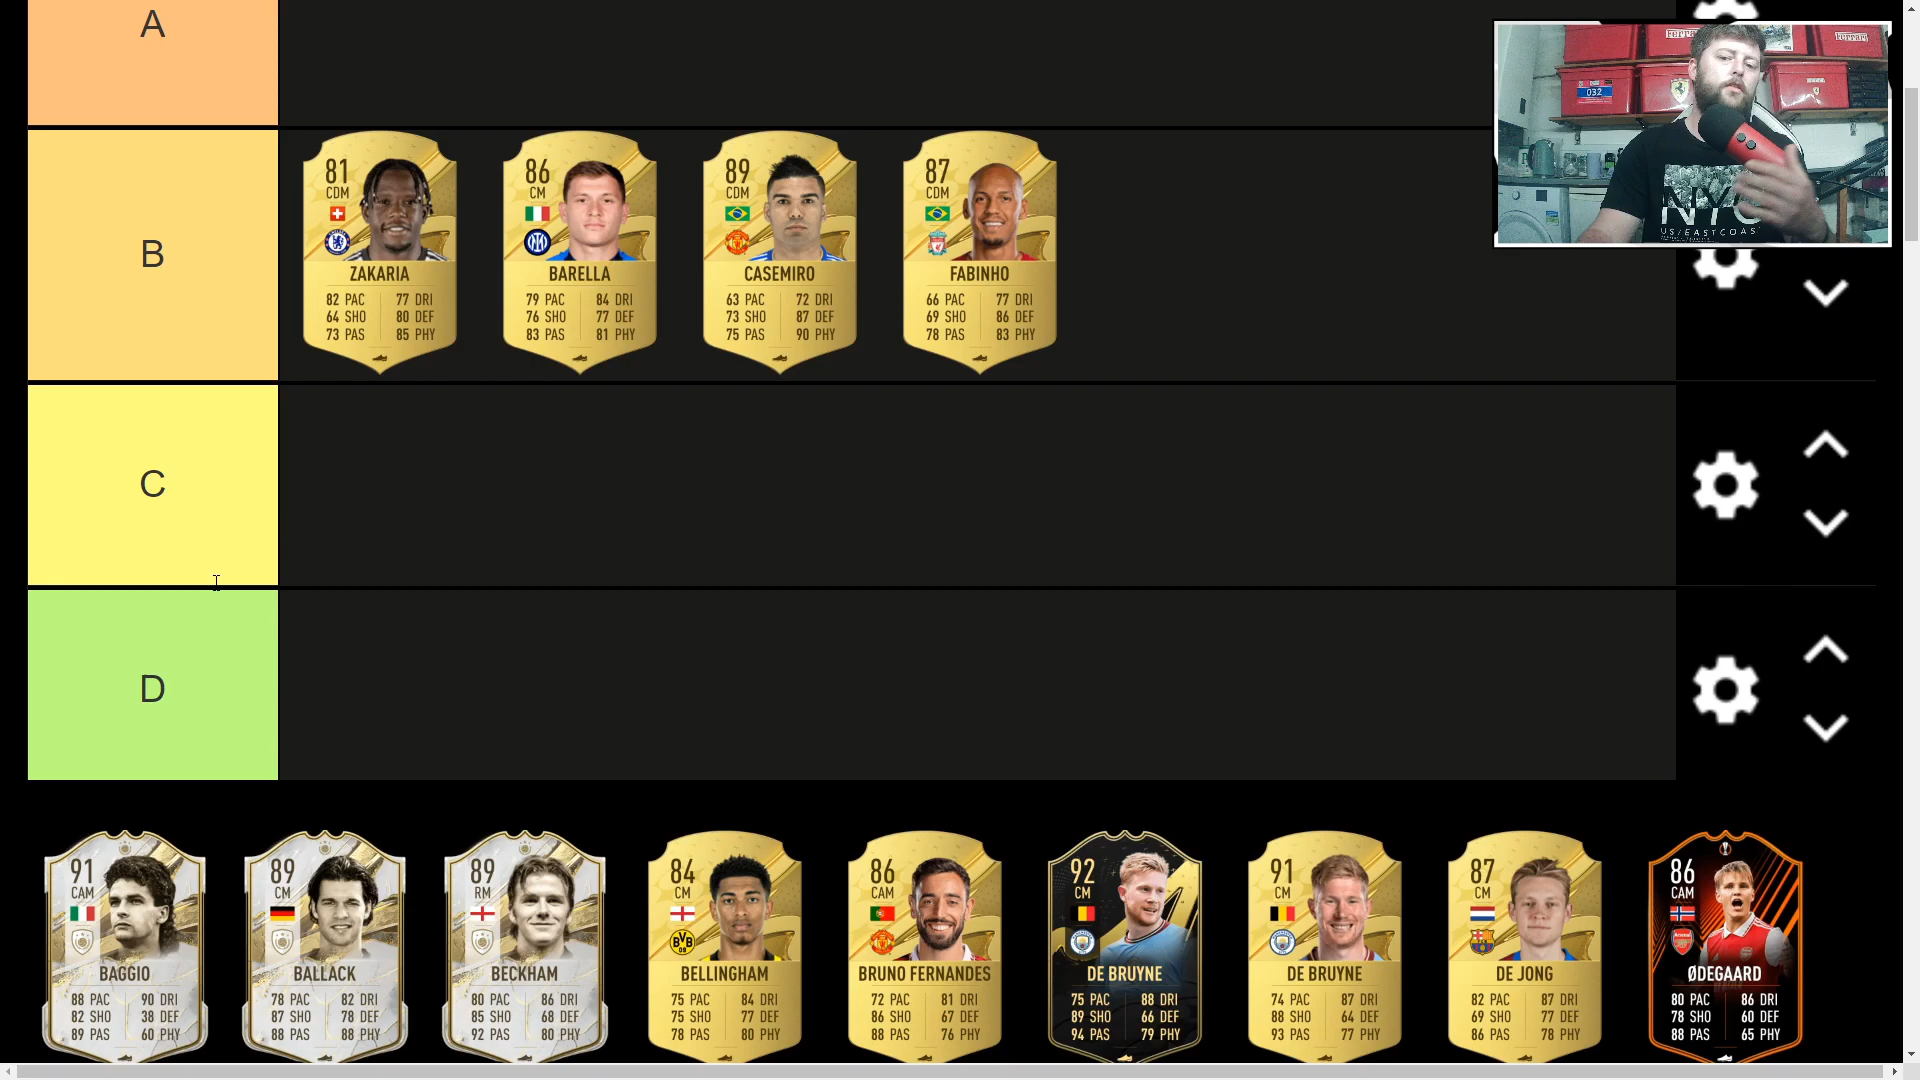 A
B
81
CDM
ZAKARIA
82 PAC 77 DRI
64 SHO 80 DEF
73 PAS 85 PHY
86
CM
BARELLA
79 PAC 84 DRI
76 SHO 77 DEF
83 PAS 81 PHY
89
CDM
CASEMIRO
63 PAC 72 DRI
73 SHO 87 DEF
75 PAS 90 PHY
87
CDM
FABINHO
66 PAC 77 DRI
69 SHO 86 DEF
78 PAS 83 PHY
Ferrari
032
NYC
US/EASTCOAST
C
D
91
CAM
BAGGIO
88 PAC 90 DRI
82 SHO 38 DEF
89 PAS 60 PHY
89
CM
BALLACK
78 PAC 82 DRI
87 SHO 78 DEF
88 PAS 88 PHY
89
RM
BECKHAM
80 PAC 86 DRI
85 SHO 68 DEF
92 PAS 80 PHY
84
CM
BVB
09
BELLINGHAM
75 PAC 84 DRI
75 SHO 77 DEF
78 PAS 80 PHY
86
CAM
BRUNO FERNANDES
72 PAC 81 DRI
86 SHO 67 DEF
88 PAS 76 PHY
92
CM
DE BRUYNE
75 PAC 88 DRI
89 SHO 66 DEF
94 PAS 79 PHY
91
CM
DE BRUYNE
74 PAC 87 DRI
88 SHO 64 DEF
93 PAS 77 PHY
87
CM
DE JONG
82 PAC 87 DRI
69 SHO 77 DEF
86 PAS 78 PHY
86
CAM
Arsenal
ØDEGAARD
80 PAC 86 DRI
78 SHO 60 DEF
88 PAS 65 PHY